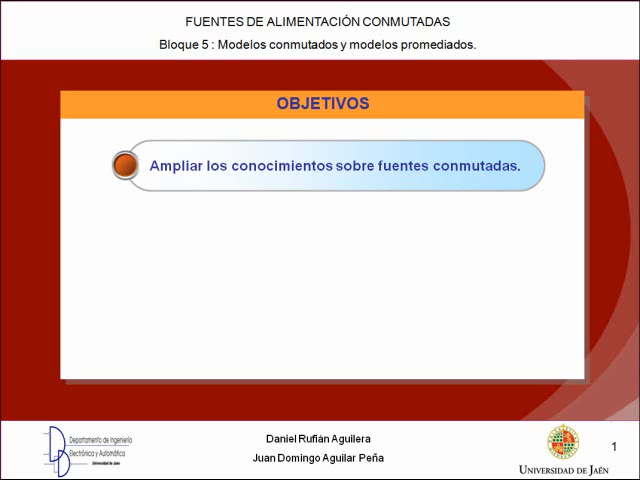 FUENTES DE ALIMENTACIÓN CONMUTADAS
Bloque 5 : Modelos conmutados y modelos promediados.
OBJETIVOS
Ampliar los conocimientos sobre fuentes conmutadas.
Departamento de Ingeniería
Electrónica y Automática
Universidad de Jaén
Daniel Rufián Aguilera
Juan Domingo Aguilar Peña
UNIVERSIDAD DE JAÉN
1